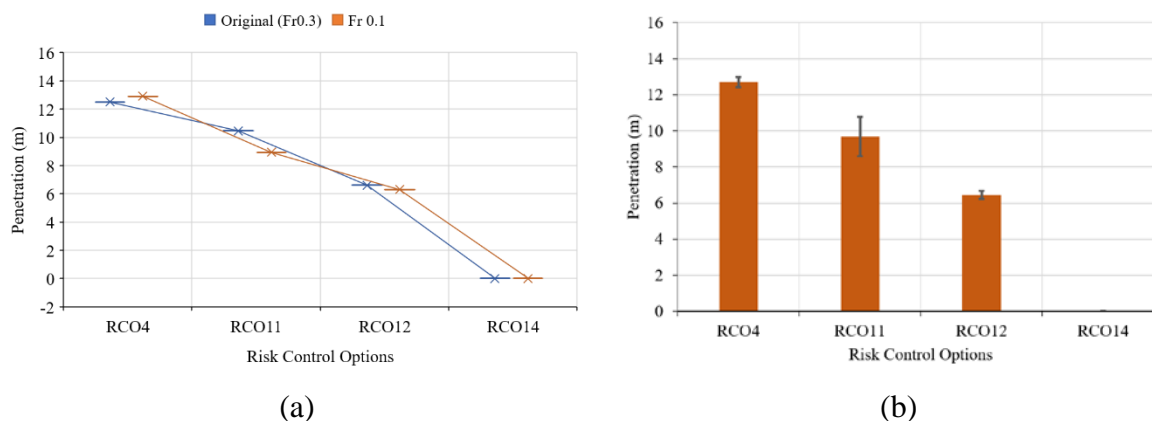 Original (Fr0.3) Fr 0.1
16
14
12
10
8
6
4
2
0
-2
Penetration (m)
RCO4 RCO11 RCO12 RCO14
Risk Control Options
(a)
16
14
12
10
8
6
4
2
0
Penetration (m)
RCO4 RCO11 RCO12 RCO14
Risk Control Options
(b)